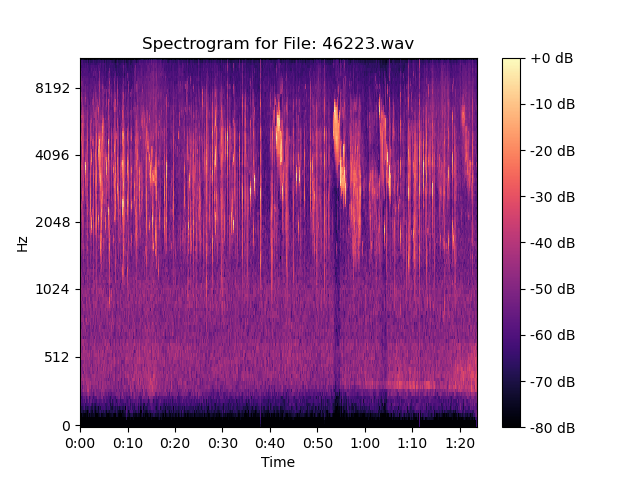 Spectrogram for File: 46223.wav
Hz
8192
4096
2048
1024
512
0
0:00 0:10 0:20 0:30 0:40 0:50 1:00 1:10 1:20
Time
+0 dB
-10 dB
-20 dB
-30 dB
-40 dB
-50 dB
-60 dB
-70 dB
-80 dB